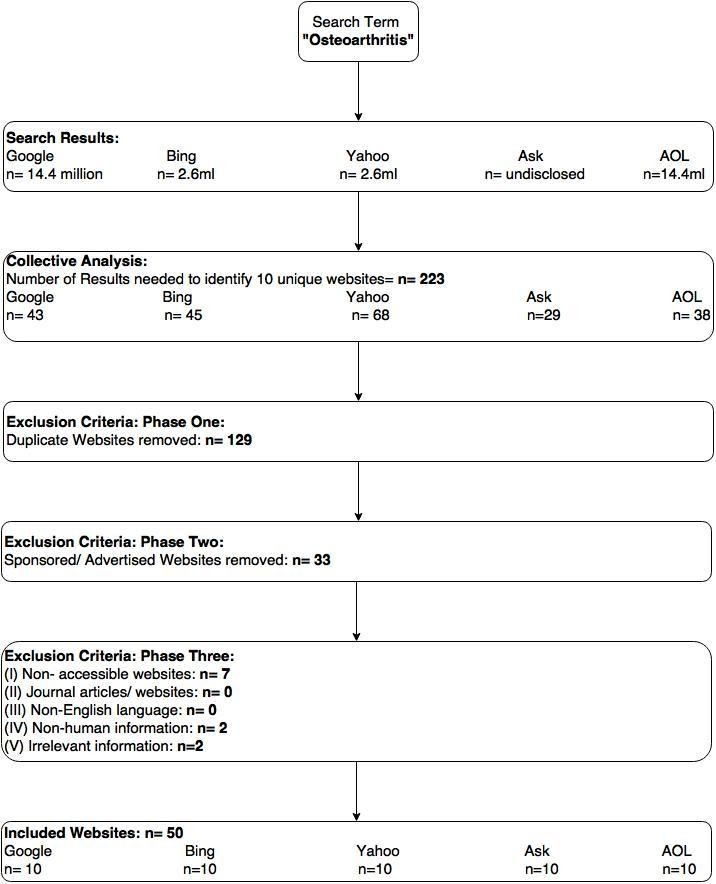 Search Term
"Osteoarthritis"
Search Results:
Google Bing Yahoo Ask AOL
n= 14.4 million n= 2.6ml n= 2.6ml n= undisclosed n=14.4ml
Collective Analysis:
Number of Results needed to identify 10 unique websites= n= 223
Google Bing Yahoo Ask AOL
n= 43 n= 45 n= 68 n=29 n= 38
Exclusion Criteria: Phase One:
Duplicate Websites removed: n= 129
Exclusion Criteria: Phase Two:
Sponsored/ Advertised Websites removed: n= 33
Exclusion Criteria: Phase Three:
(I) Non- accessible websites: n= 7
(II) Journal articles/ websites: n= 0
(III) Non-English language: n= 0
(IV) Non-human information: n= 2
(V) Irrelevant information: n=2
Included Websites: n= 50
Google Bing Yahoo Ask AOL
n= 10 n=10 n=10 n=10 n=10